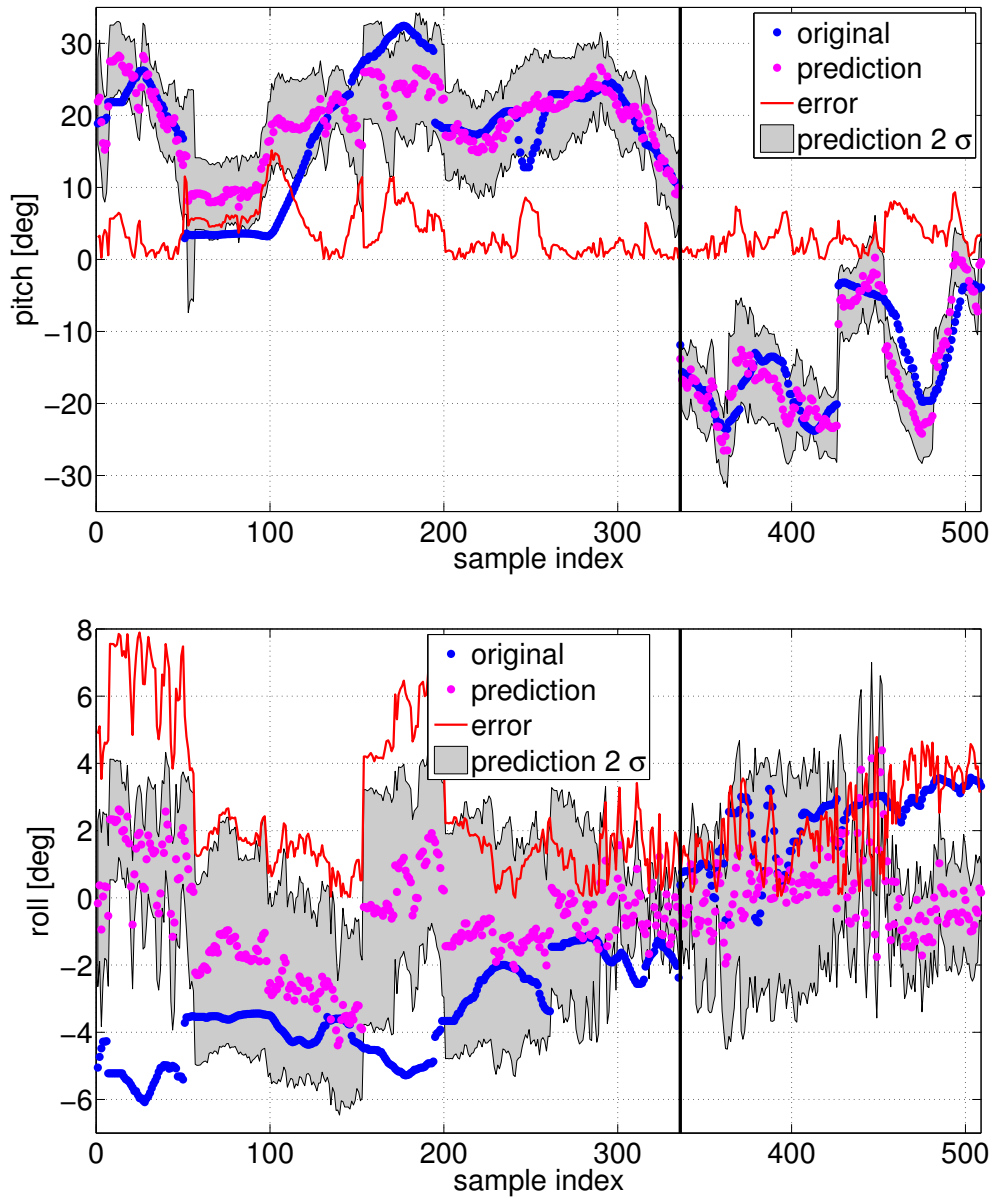 30
20
10
0
−10
−20
−30
pitch [deg]
original
prediction
error
prediction 2 σ
0
100
200
300
400
500
sample index
8
6
4
2
0
−2
−4
−6
roll [deg]
original
prediction
error
prediction 2 σ
0
100
200
300
400
500
sample index